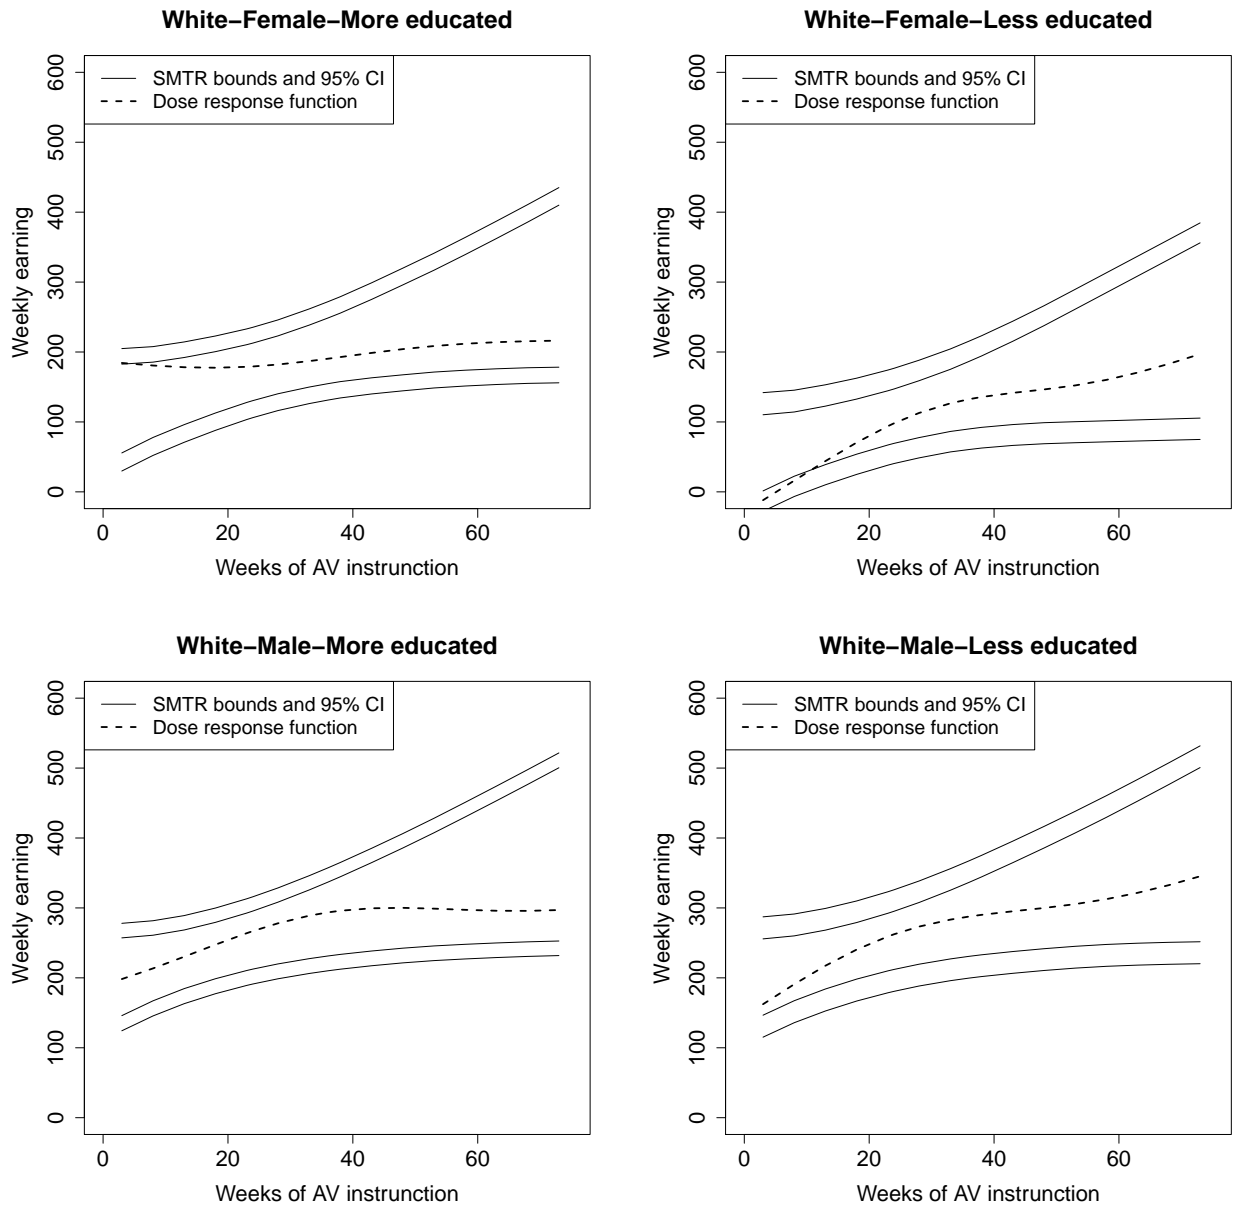 White–Female–More educated
SMTR bounds and 95% CI
Dose response function
Weekly earning
600
500
400
300
200
100
0
0 20 40 60
Weeks of AV instrunction
White–Female–Less educated
SMTR bounds and 95% CI
Dose response function
Weekly earning
600
500
400
300
200
100
0
0 20 40 60
Weeks of AV instrunction
White–Male–More educated
SMTR bounds and 95% CI
Dose response function
Weekly earning
600
500
400
300
200
100
0
0 20 40 60
Weeks of AV instrunction
White–Male–Less educated
SMTR bounds and 95% CI
Dose response function
Weekly earning
600
500
400
300
200
100
0
0 20 40 60
Weeks of AV instrunction